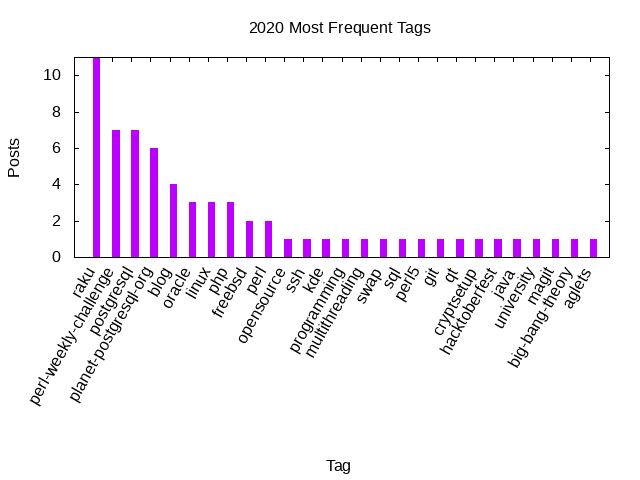 2020 Most Frequent Tags
Posts
10
8
6
4
2
0
raku
perl-weekly-challenge
postgresql
planet-postgresql-org
blog
oracle
linux
php
freebsd
perl
opensource
ssh
kde
programming
multithreading
swap
sql
perl5
git
qt
cryptsetup
hacktoberfest
java
university
magit
big-bang-theory
aglets
Tag